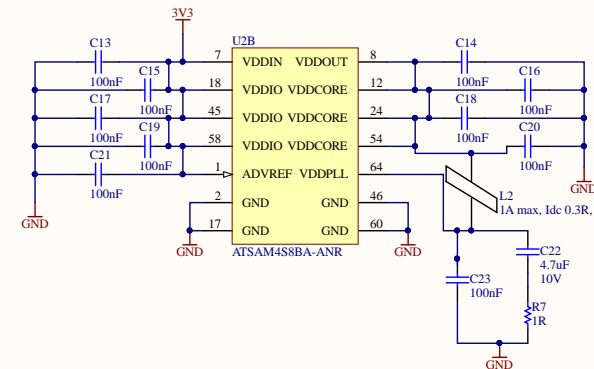 3V3
U2B
C13
100nF
C15
100nF
C17
100nF
C19
100nF
C21
100nF
GND
7 VDDIN VDDOUT 8
18 VDDIO VDDCORE 12
45 VDDIO VDDCORE 24
58 VDDIO VDDCORE 54
1 ADVREF VDDPLL 64
2 GND GND 46
17 GND GND 60
GND
ATSAM4S8BA-ANR
GND
C14
100nF
C16
100nF
C18
100nF
C20
100nF
GND
L2
1A max, Idc 0.3R,
C22
4.7uF
10V
C23
100nF
R7
1R
GND